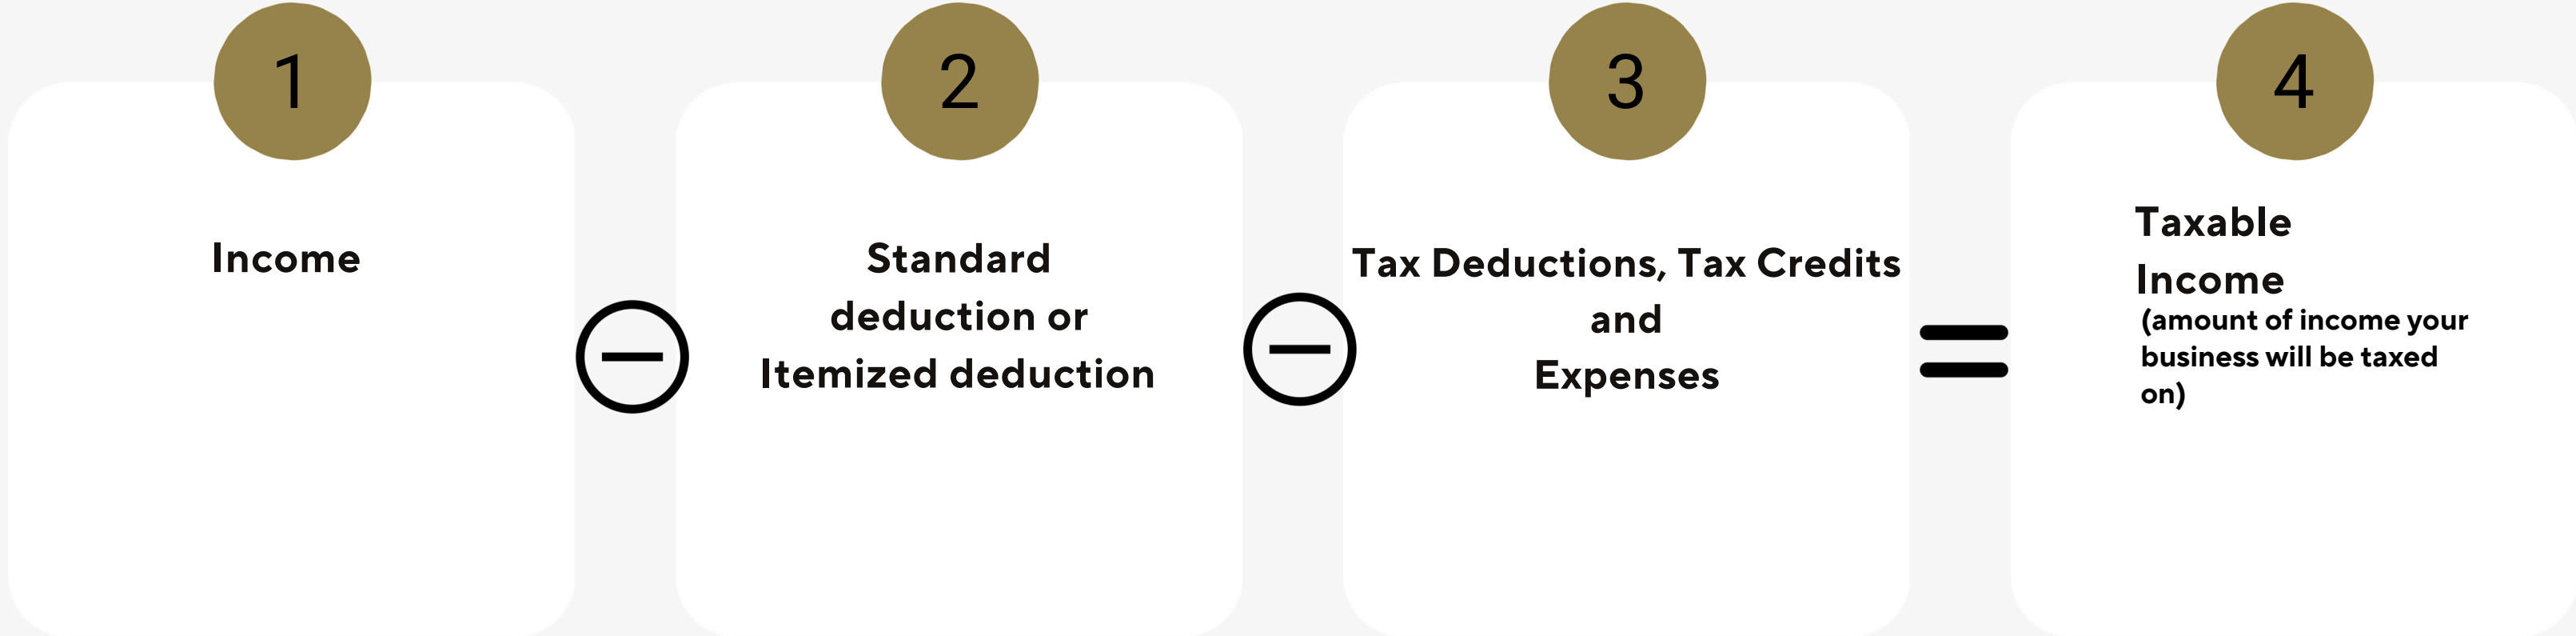 1
Income
2
Standard
deduction or
Itemized deduction
3
Tax Deductions, Tax Credits
and
Expenses
4
Taxable
Income
(amount of income your
business will be taxed
on)